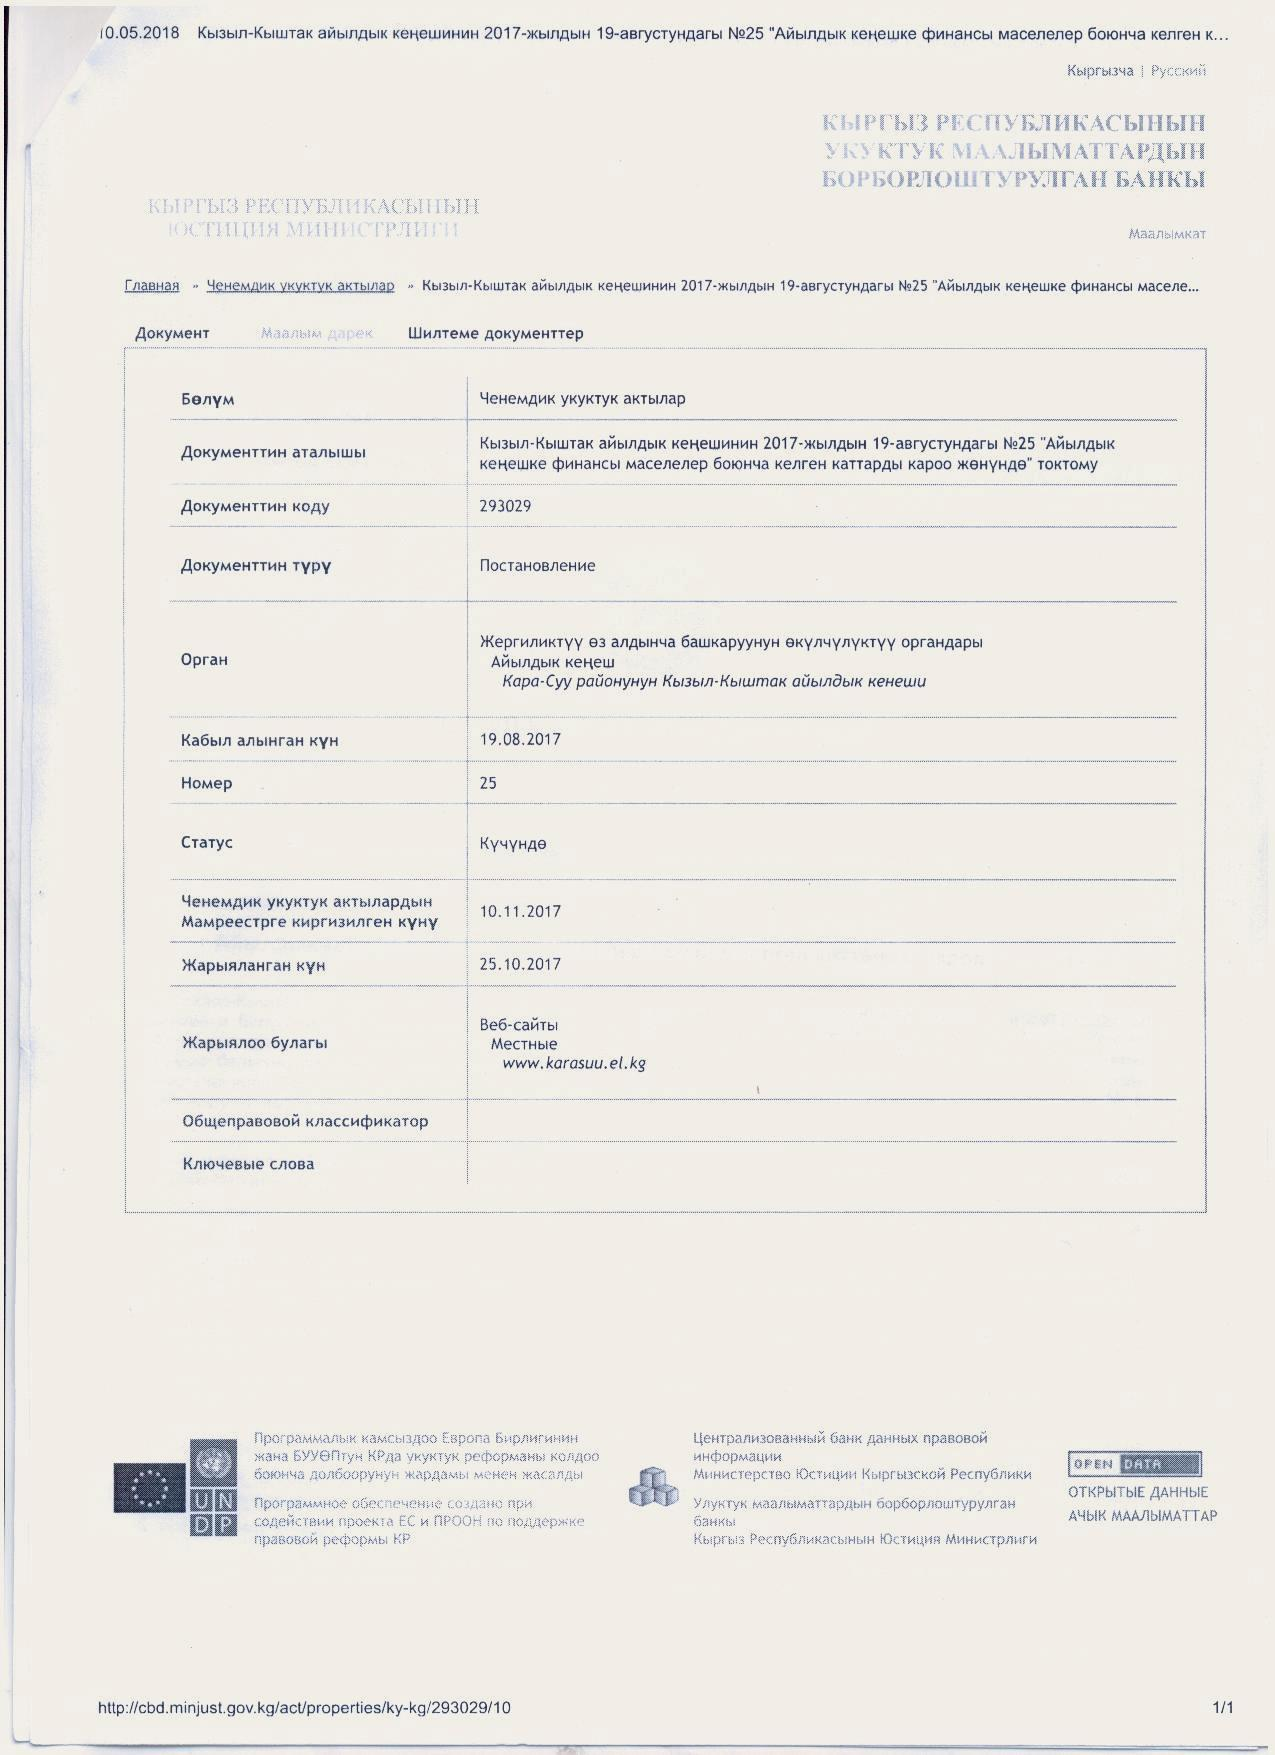 10.05.2018 Кызыл-Кыштак айылдык кеңешинин 2017-жылдын 19-августундагы №25 "Айылдык кеңешке финансы маселелер боюнча келген к...
Кыргызча | Русский
КЫРГЫЗ РЕСПУБЛИКАСЫНЫН
УКУКТУК МААЛЫМАТТАРДЫН
БОРБОРЛОШТУРУЛГАН БАНКЫ
КЫРГЫЗ РЕСПУБЛИКАСЫНЫН
ЮСТИЦИЯ МИНИСТРЛИГИ
Маалымкат
Главная » Ченемдик укуктук актылар » Кызыл-Кыштак айылдык кеңешинин 2017-жылдын 19-августундагы №25 "Айылдык кеңешке финансы маселе...
Документ Маалым дарек Шилтеме документтер
Бөлүм Ченемдик укуктук актылар
Документтин аталышы Кызыл-Кыштак айылдык кеңешинин 2017-жылдын 19-августундагы №25 "Айылдык
кеңешке финансы маселелер боюнча келген каттарды кароо жөнүндө" токтому
Документтин коду 293029
Документтин түрү Постановление
Орган Жергиликтүү өз алдынча башкаруунун өкүлчүлүктүү органдары
Айылдык кеңеш
Кара-Суу районунун Кызыл-Кыштак айылдык кенеши
Кабыл алынган күн 19.08.2017
Номер 25
Статус Күчүндө
Ченемдик укуктук актылардын
Мамреестрге киргизилген күнү 10.11.2017
Жарыяланган күн 25.10.2017
Жарыялоо булагы Веб-сайты
Местные
www.karasuu.el.kg
Общеправовой классификатор
Ключевые слова
Программалык камсыздоо Европа Бирлигинин
жана БУУӨПтун КРда укуктук реформаны колдоо
боюнча долбоорунун жардамы менен жасалды
Программное обеспечение создано при
содействии проекта ЕС и ПРООН по поддержке
правовой реформы КР
UN
DP
Централизованный банк данных правовой
информации
Министерство Юстиции Кыргызской Республики
Улуктук маалыматтардын борборлоштурулган
банкы
Кыргыз Республикасынын Юстиция Министрлиги
OPEN DATA
ОТКРЫТЫЕ ДАННЫЕ
АЧЫК МААЛЫМАТТАР
http://cbd.minjust.gov.kg/act/properties/ky-kg/293029/10 1/1